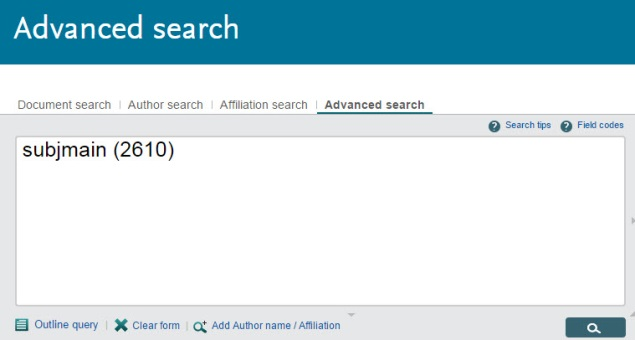 Advanced search
Document search | Author search | Affiliation search | Advanced search
? Search tips ? Field codes
subjmain (2610)
Outline query | Clear form | Add Author name / Affiliation